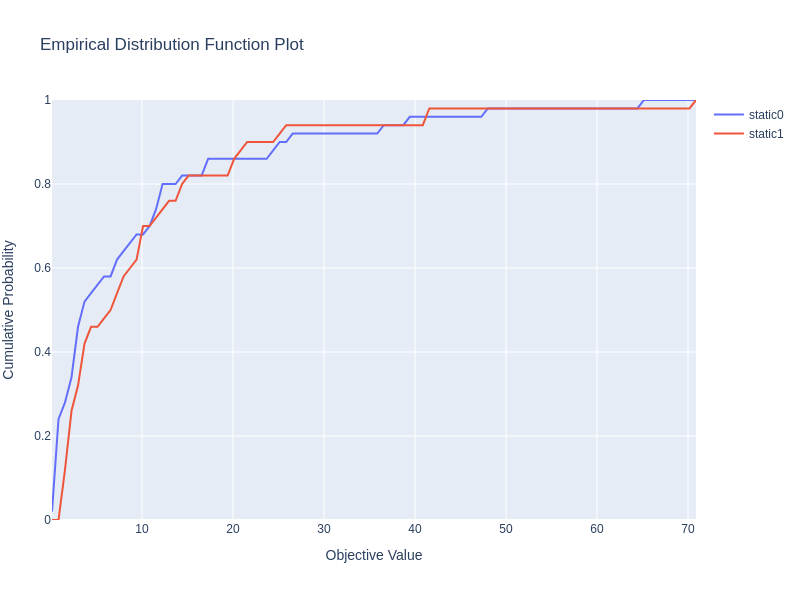 Empirical Distribution Function Plot
static0
static1
Cumulative Probability
1
0.8
0.6
0.4
0.2
0
10
20
30
40
50
60
70
Objective Value